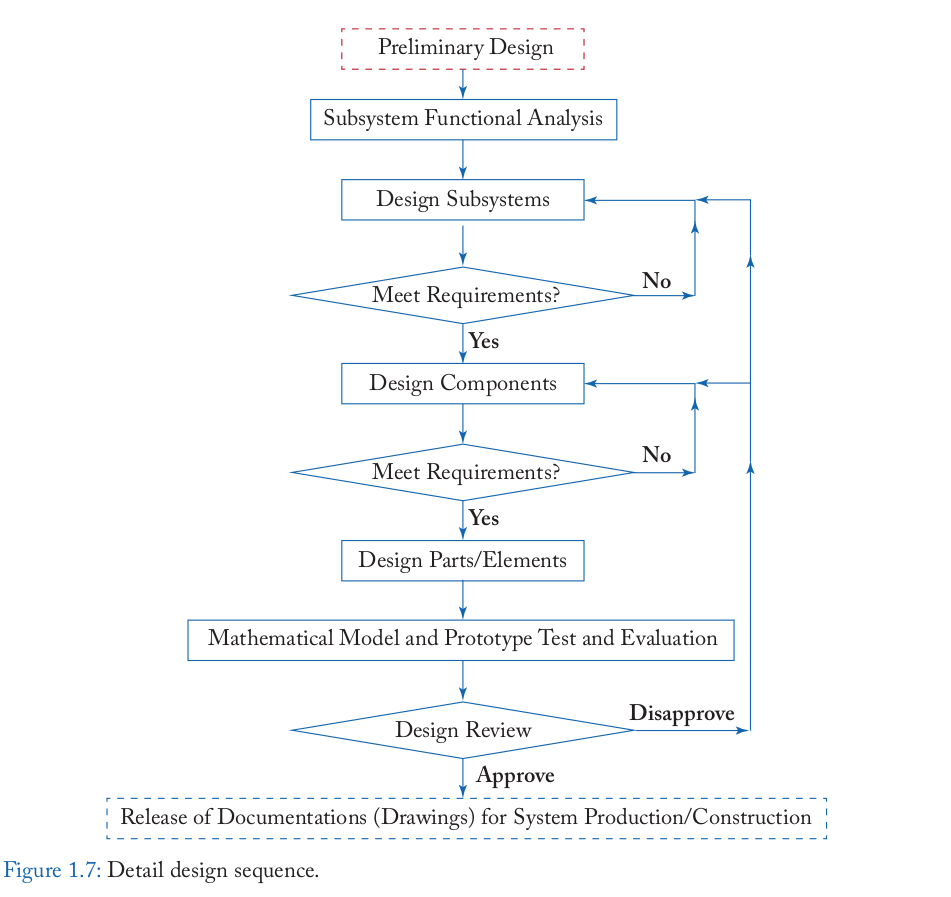 Preliminary Design
Subsystem Functional Analysis
Design Subsystems
No
Meet Requirements?
Yes
Design Components
No
Meet Requirements?
Yes
Design Parts/Elements
Mathematical Model and Prototype Test and Evaluation
Disapprove
Design Review
Approve
Release of Documentations (Drawings) for System Production/Construction
Figure 1.7: Detail design sequence.